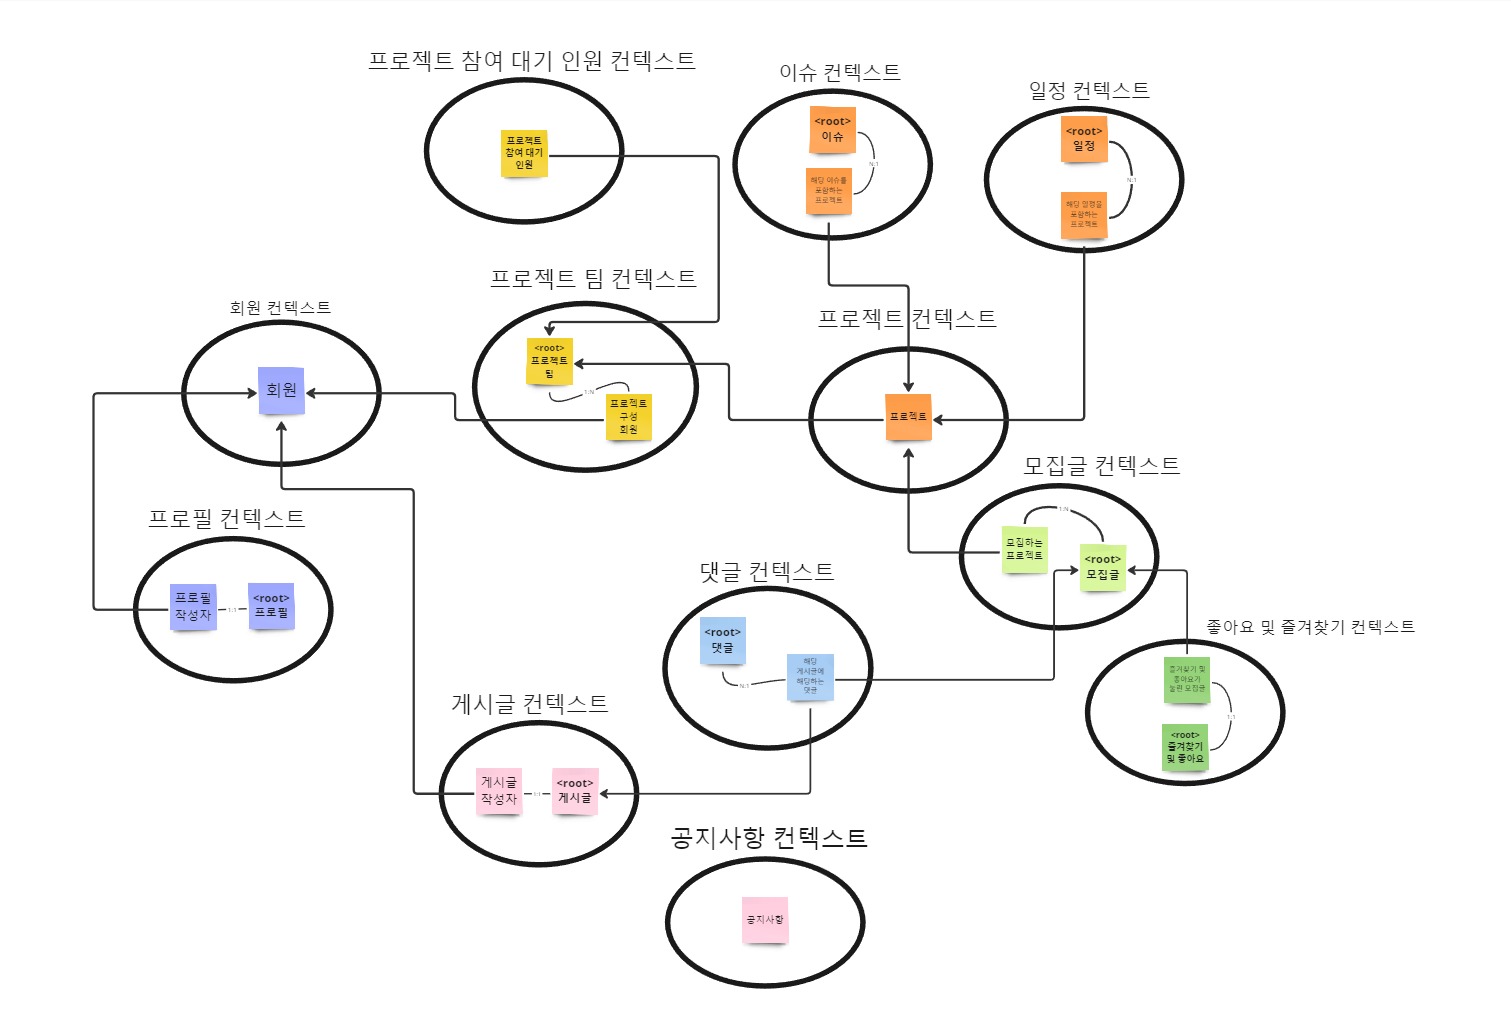 프로젝트 참여 대기 인원 컨텍스트
프로젝트
참여 대기
인원
이슈 컨텍스트
<root>
이슈
N:1
해당 이슈를
포함하는
프로젝트
일정 컨텍스트
<root>
일정
N:1
해당 일정을
포함하는
프로젝트
회원 컨텍스트
회원
프로젝트 팀 컨텍스트
<root>
프로젝트
팀
1:N
프로젝트
구성
회원
프로젝트 컨텍스트
프로젝트
모집글 컨텍스트
1:N
모집하는
프로젝트
<root>
모집글
프로필 컨텍스트
프로필
작성자
1:1
<root>
프로필
댓글 컨텍스트
<root>
댓글
N:1
해당
게시글에
해당하는
댓글
좋아요 및 즐겨찾기 컨텍스트
즐겨찾기 및
좋아요가
눌린 모집글
1:1
<root>
즐겨찾기
및 좋아요
게시글 컨텍스트
게시글
작성자
1:1
<root>
게시글
공지사항 컨텍스트
공지사항